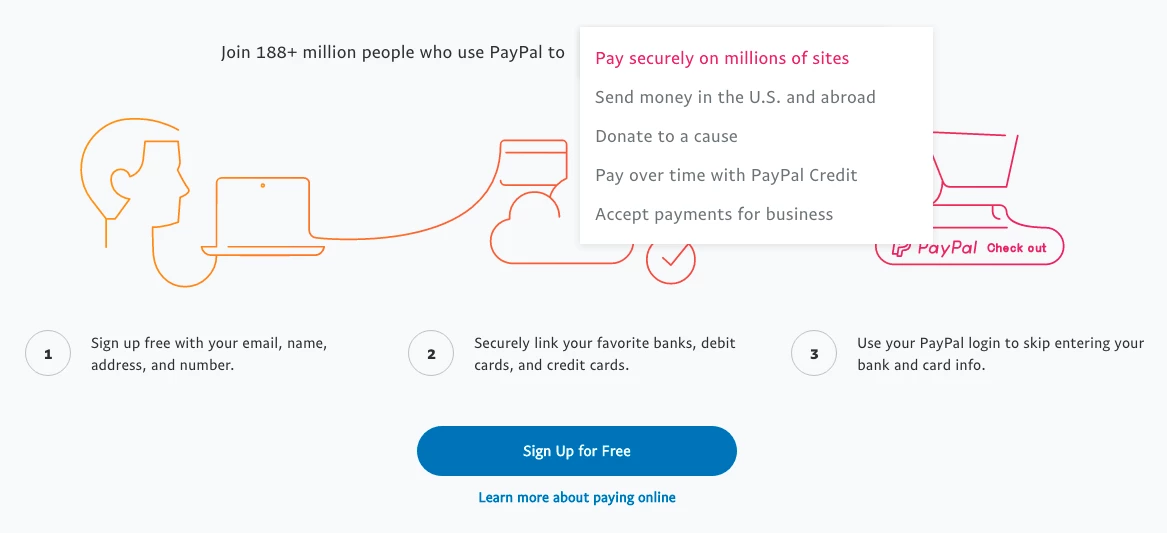 Join 188+ million people who use PayPal to
Pay securely on millions of sites
Send money in the U.S. and abroad
Donate to a cause
Pay over time with PayPal Credit
Accept payments for business
PayPal Check out
1
Sign up free with your email, name,
address, and number.
2
Securely link your favorite banks, debit
cards, and credit cards.
3
Use your PayPal login to skip entering your
bank and card info.
Sign Up for Free
Learn more about paying online